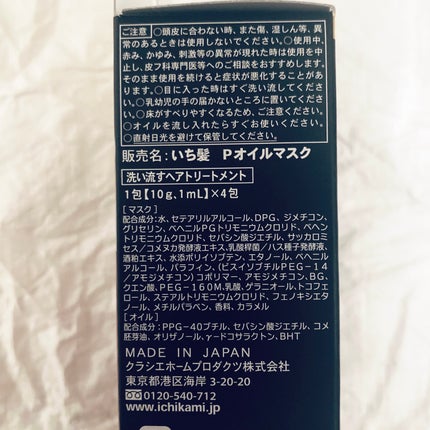 ご注意 ○頭皮に合わない時、また傷、湿しん等、異
常のあるときは使用しないでください。○使用中、
赤み、かゆみ、刺激等の異常が現れた時は使用を中
止し、皮フ科専門医等へのご相談をおすすめします。
そのまま使用を続けると症状が悪化することがあ
ります。○目に入った時はすぐ洗い流してくださ
い。○乳幼児の手の届かないところに置いてくださ
い。○床がすべりやすくなるため、ご注意ください。
○オイルを流し入れたらすぐお使いください。
○直射日光を避けて保管してください。
販売名：いち髪　Pオイルマスク
洗い流すヘアトリートメント
1包【10g、1mL】×4包
[マスク]
配合成分：水、セテアリルアルコール、DPG、ジメチコン、
グリセリン、ベヘニルPGトリモニウムクロリド、ベヘン
トリモニウムクロリド、セバシン酸ジエチル、サッカロミ
セス/コメヌカ発酵液エキス、乳酸桿菌/ハス種子発酵液、
酒粕エキス、水添ポリイソブテン、エタノール、ベヘニル
アルコール、パラフィン、(ビスイソブチルPEG-14
/アモジメチコン)コポリマー、アモジメチコン、BG、
クエン酸、PEG-160M、乳酸、ゲラニオール、トコフェ
ロール、ステアルトリモニウムクロリド、フェノキシエタ
ノール、メチルパラベン、香料、カラメル
[オイル]
配合成分：PPG-40ブチル、セバシン酸ジエチル、コメ
胚芽油、オリザノール、γ-ドコサラクトン、BHT
MADE IN JAPAN
クラシエホームプロダクツ株式会社
東京都港区海岸 3-20-20
0120-540-712
www.ichikami.jp